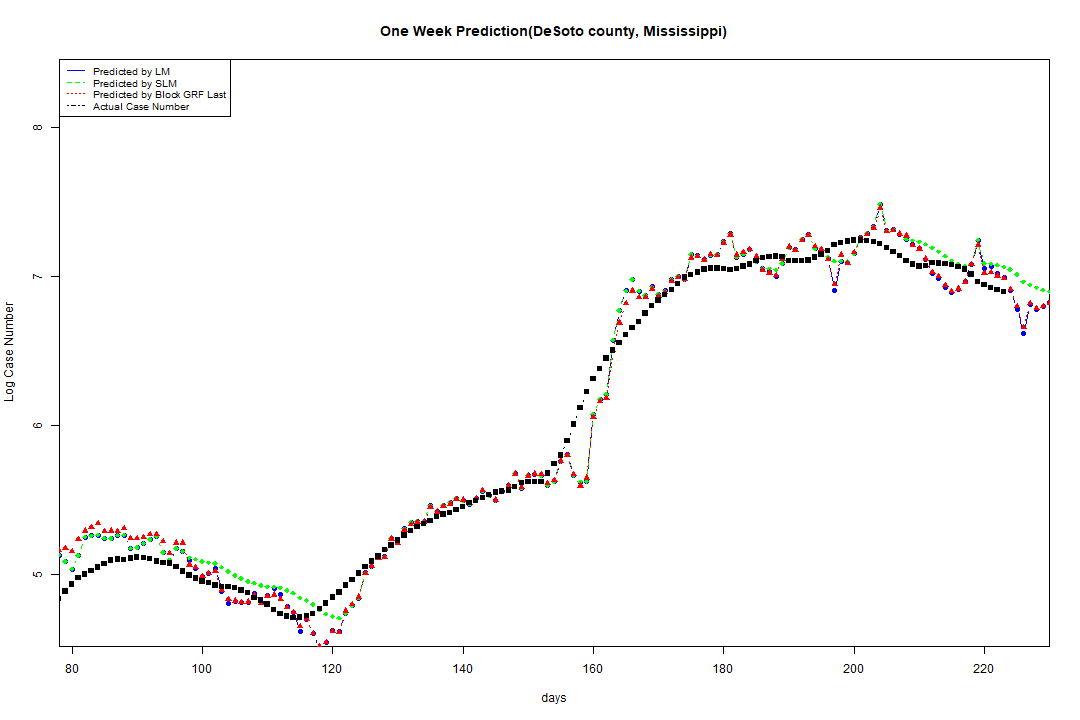 One Week Prediction(DeSoto county, Mississippi)
Predicted by LM
Predicted by SLM
Predicted by Block GRF Last
Actual Case Number
8
7
6
5
Log Case Number
80 100 120 140 160 180 200 220
days